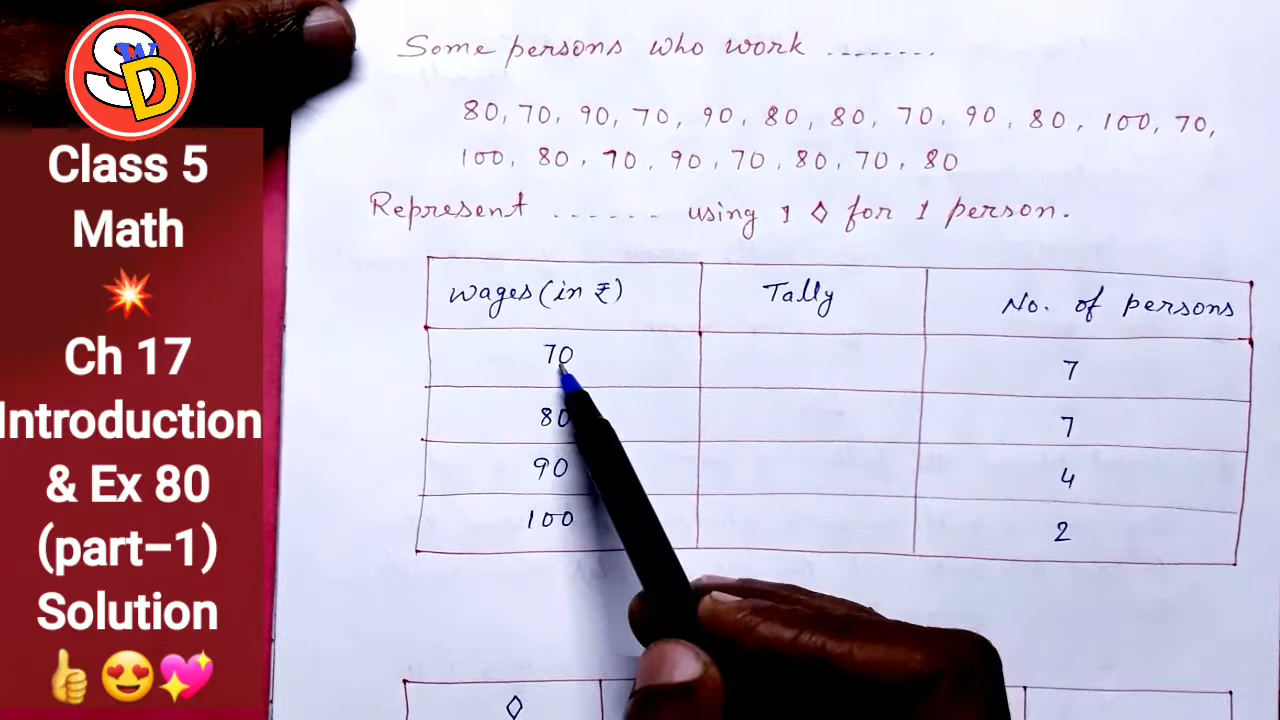 SWD
Class 5
Math
💥
Ch 17
Introduction
& Ex 80
(part–1)
Solution
👍😍💖
Some persons who work ........
80, 70, 90, 70, 90, 80, 80, 70, 90, 80, 100, 70,
100, 80, 70, 90, 70, 80, 70, 80
Represent ...... using 1 ◊ for 1 person.
Wages (in ₹) Tally No. of persons
70 7
80 7
90 4
100 2
◊